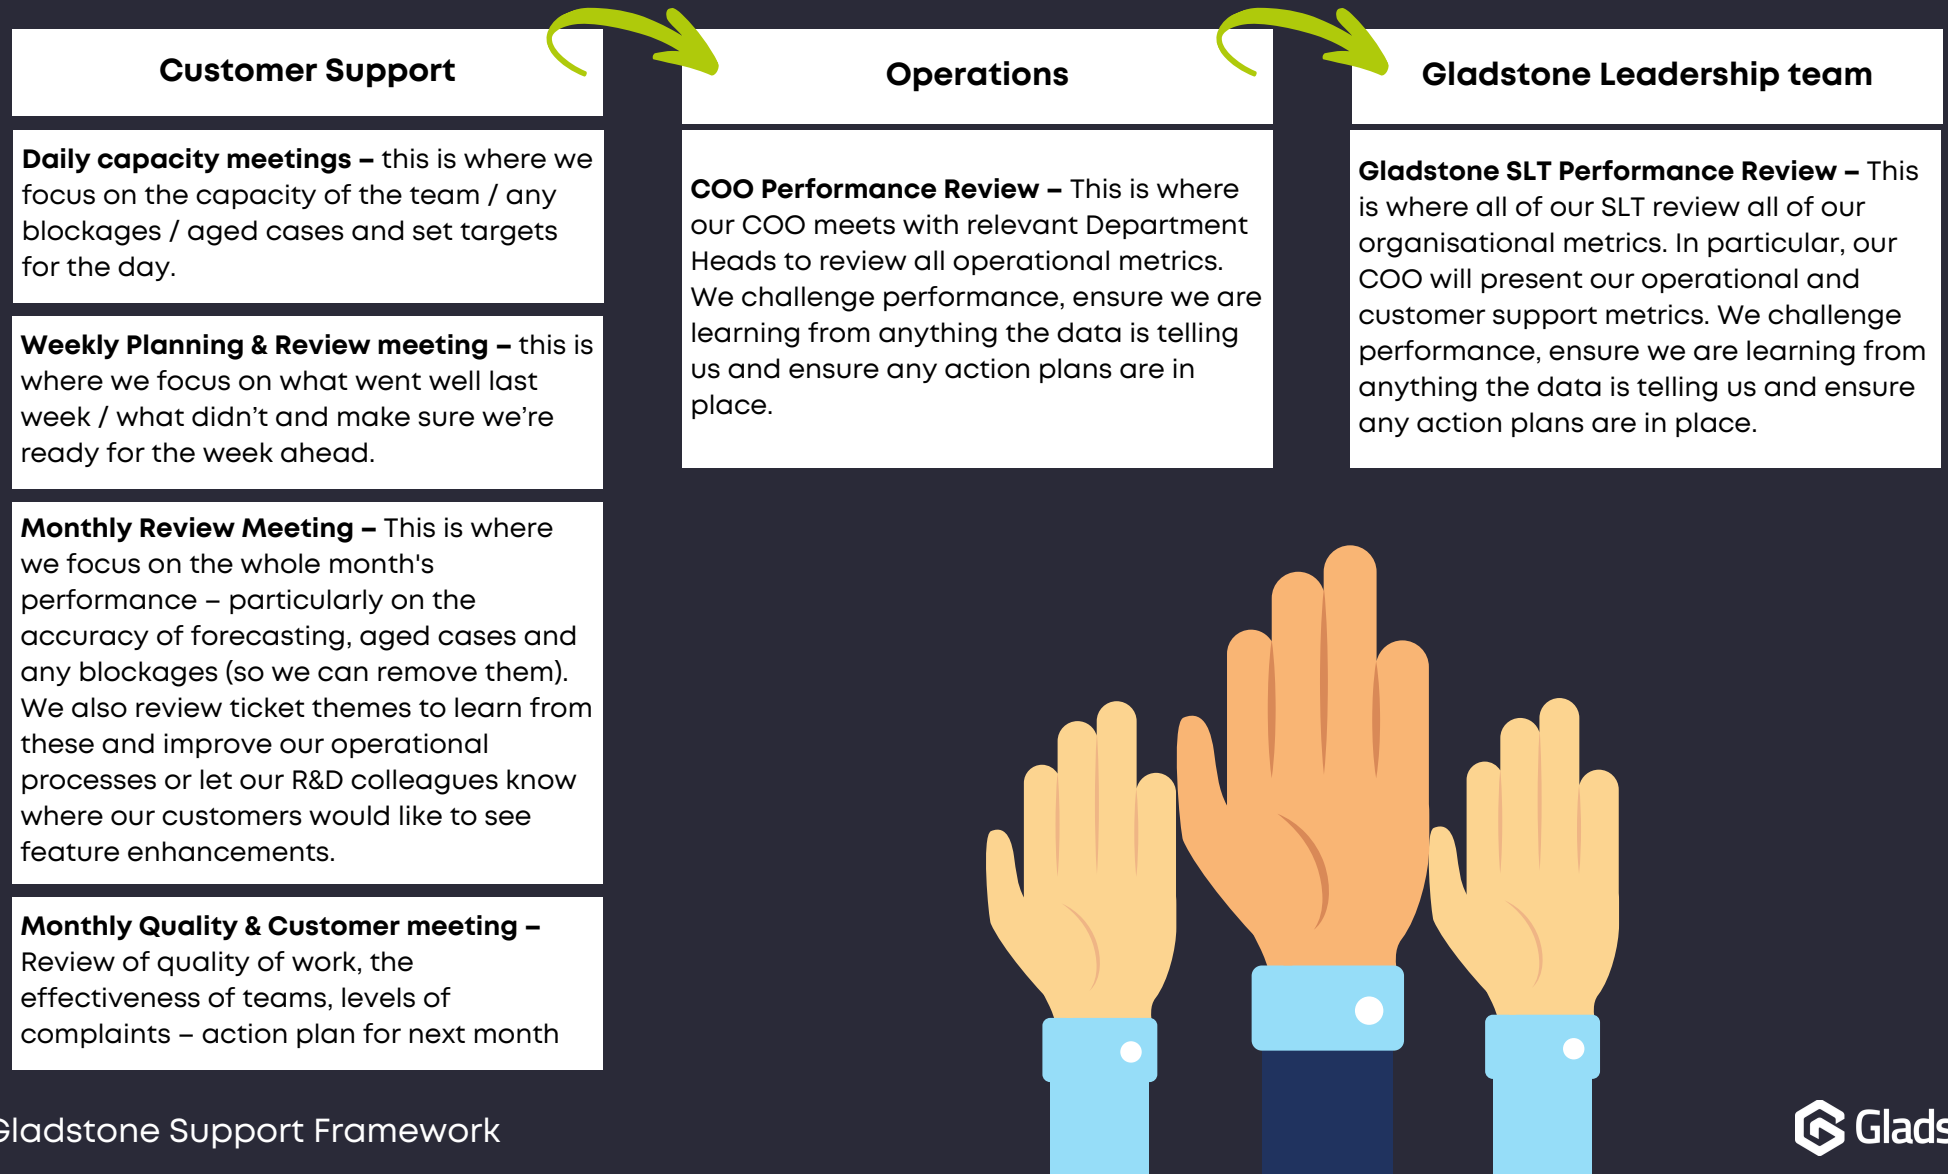 Customer Support
Daily capacity meetings – this is where we
focus on the capacity of the team / any
blockages / aged cases and set targets
for the day.
Weekly Planning & Review meeting – this is
where we focus on what went well last
week / what didn’t and make sure we’re
ready for the week ahead.
Monthly Review Meeting – This is where
we focus on the whole month's
performance – particularly on the
accuracy of forecasting, aged cases and
any blockages (so we can remove them).
We also review ticket themes to learn from
these and improve our operational
processes or let our R&D colleagues know
where our customers would like to see
feature enhancements.
Monthly Quality & Customer meeting –
Review of quality of work, the
effectiveness of teams, levels of
complaints – action plan for next month
Operations
COO Performance Review – This is where
our COO meets with relevant Department
Heads to review all operational metrics.
We challenge performance, ensure we are
learning from anything the data is telling
us and ensure any action plans are in
place.
Gladstone Leadership team
Gladstone SLT Performance Review – This
is where all of our SLT review all of our
organisational metrics. In particular, our
COO will present our operational and
customer support metrics. We challenge
performance, ensure we are learning from
anything the data is telling us and ensure
any action plans are in place.
Gladstone Support Framework
Glads